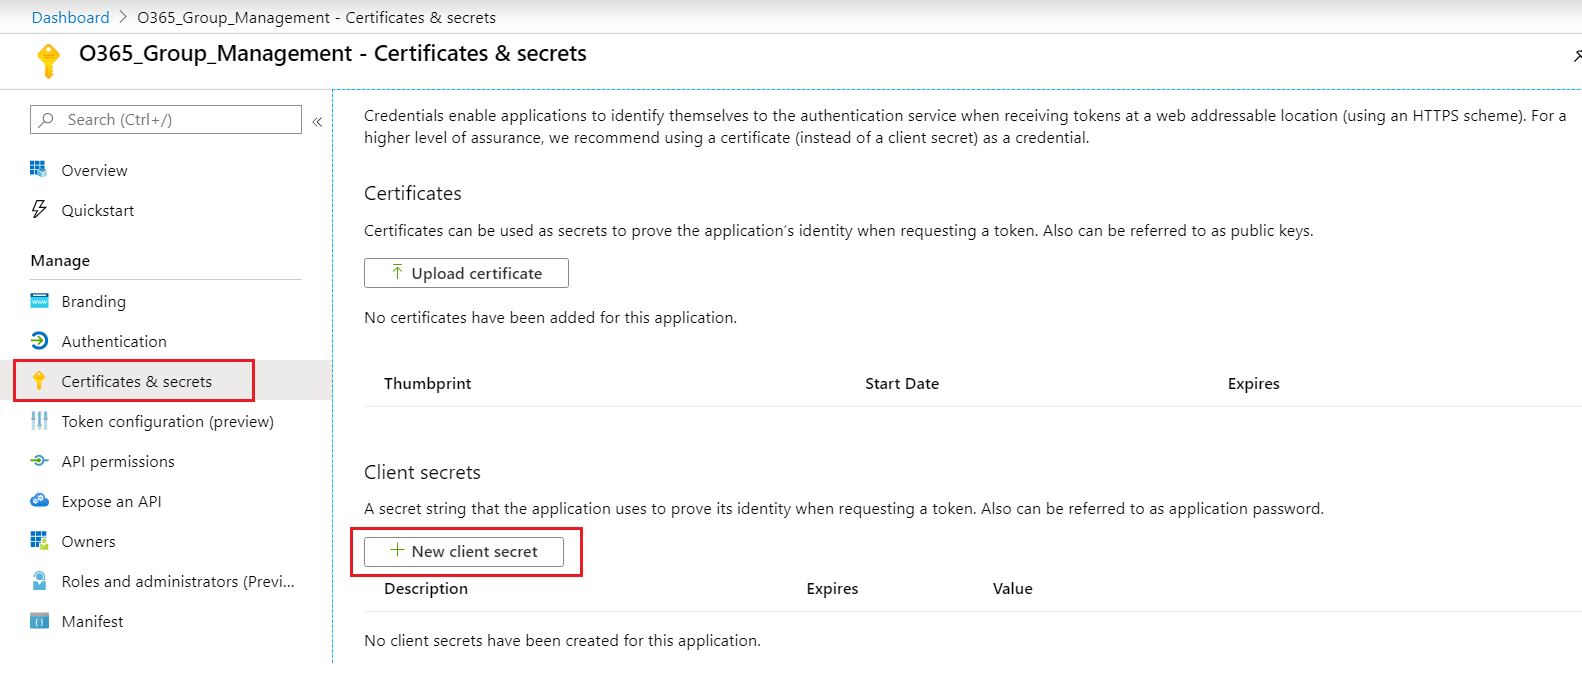 Dashboard > O365_Group_Management - Certificates & secrets
O365_Group_Management - Certificates & secrets
Search (Ctrl+/)
«
Overview
Quickstart
Manage
Branding
Authentication
Certificates & secrets
Token configuration (preview)
API permissions
Expose an API
Owners
Roles and administrators (Previ...
Manifest
Credentials enable applications to identify themselves to the authentication service when receiving tokens at a web addressable location (using an HTTPS scheme). For a
higher level of assurance, we recommend using a certificate (instead of a client secret) as a credential.
Certificates
Certificates can be used as secrets to prove the application's identity when requesting a token. Also can be referred to as public keys.
Upload certificate
No certificates have been added for this application.
Thumbprint Start Date Expires
Client secrets
A secret string that the application uses to prove its identity when requesting a token. Also can be referred to as application password.
New client secret
Description Expires Value
No client secrets have been created for this application.